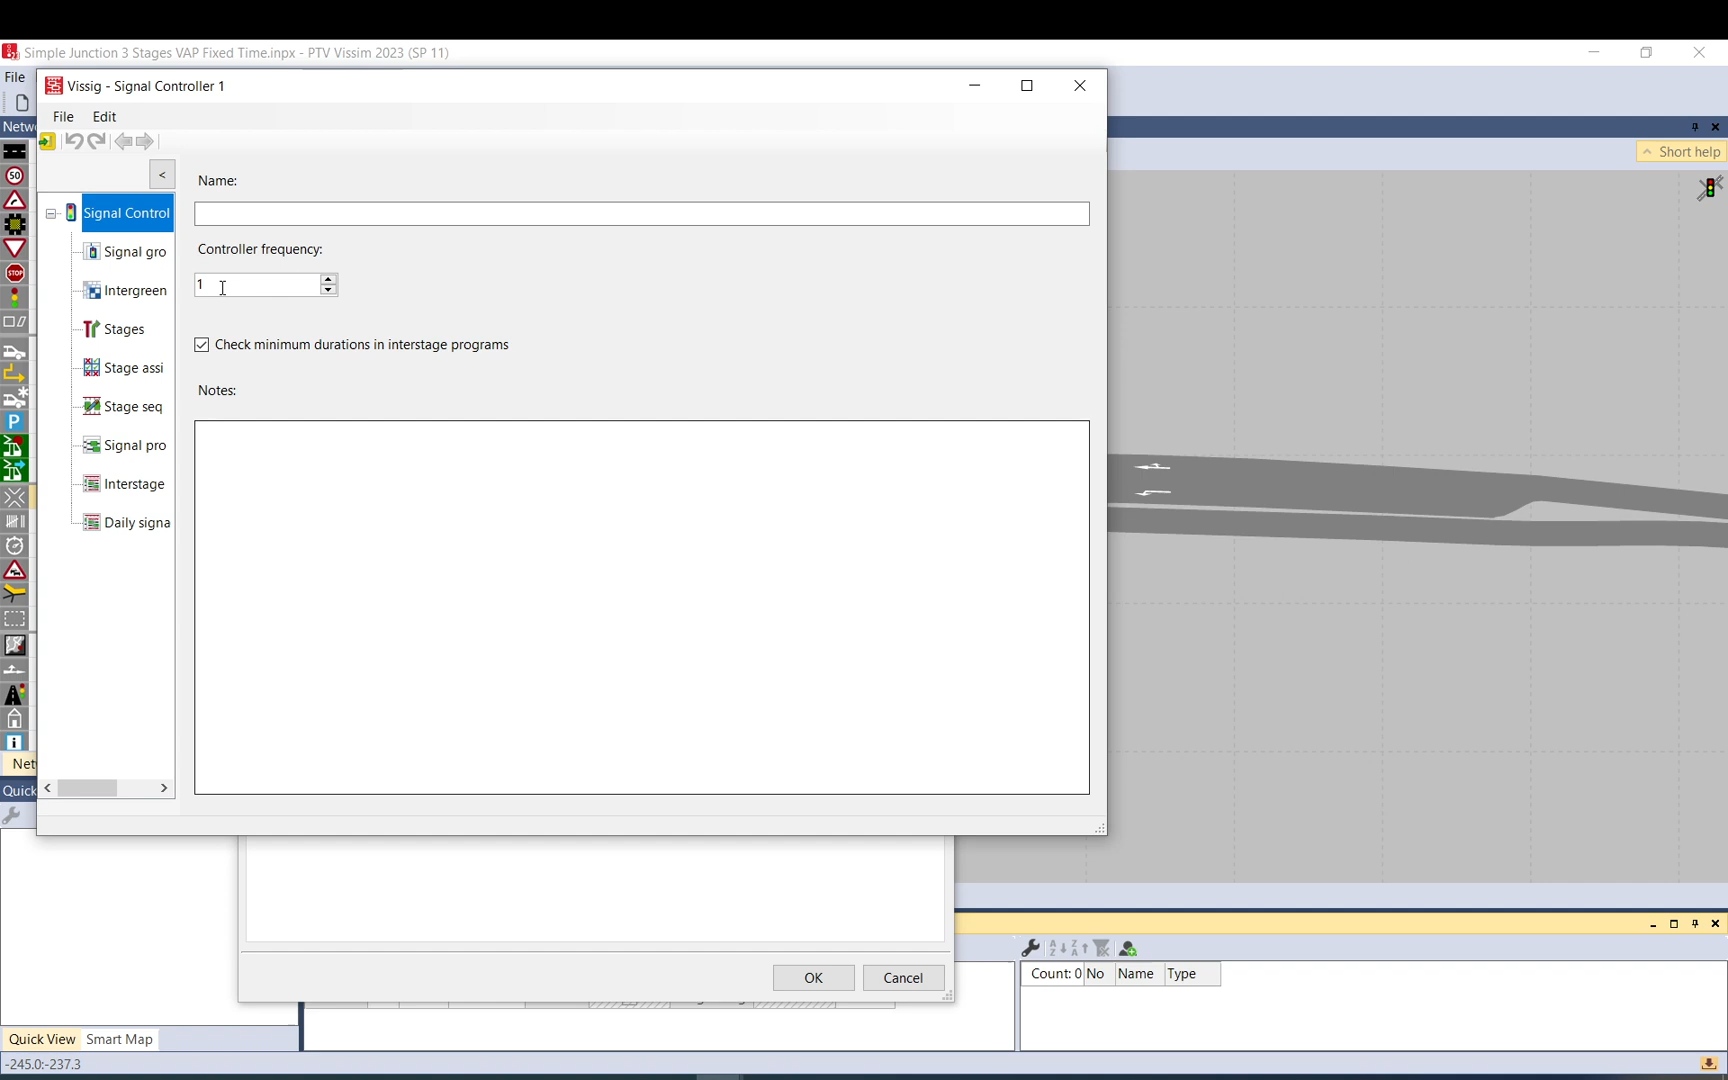 Simple Junction 3 Stages VAP Fixed Time.inpx - PTV Vissim 2023 (SP 11)
File
Vissig - Signal Controller 1
File Edit
Netw
Short help
<
Name:
50
Signal Control
Controller frequency:
Signal gro
STOP
1
Intergreen
Stages
Check minimum durations in interstage programs
Stage assi
Notes:
Stage seq
P
Signal pro
Interstage
Daily signa
i
Net
Quick
Count: 0 No Name Type
OK Cancel
Quick View Smart Map
-245.0:-237.3